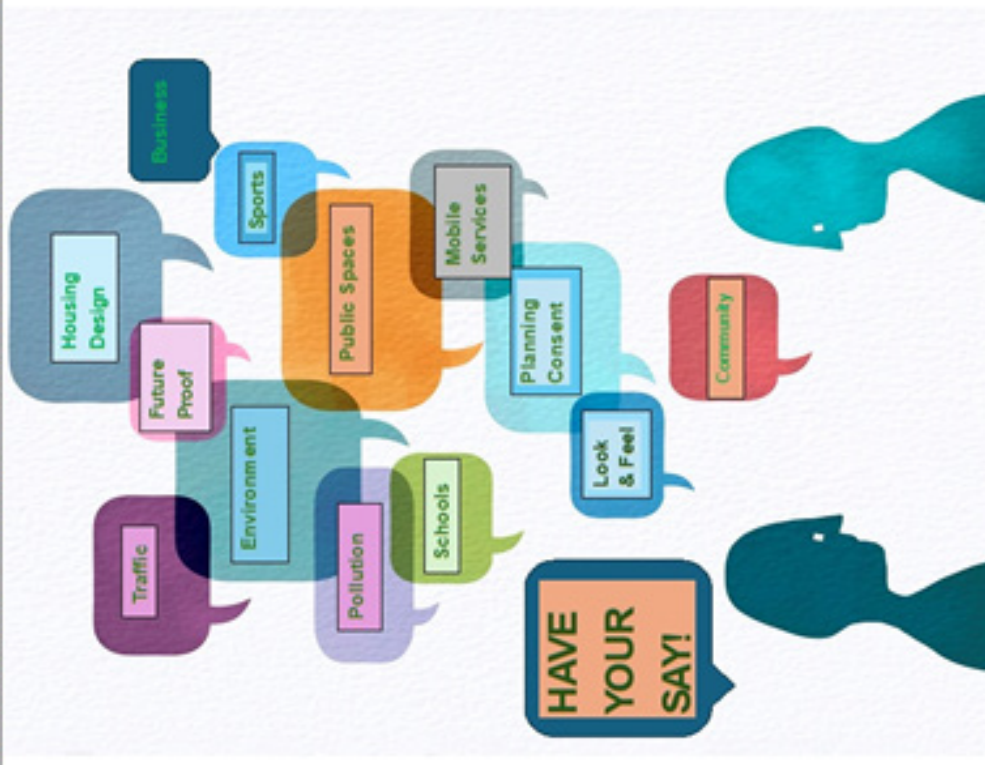 Housing
Design
Traffic
Future
Proof
Business
Environment
Sports
Pollution
Public Spaces
Schools
Mobile
Services
Planning
Consent
HAVE
YOUR
SAY!
Look
& Feel
Community